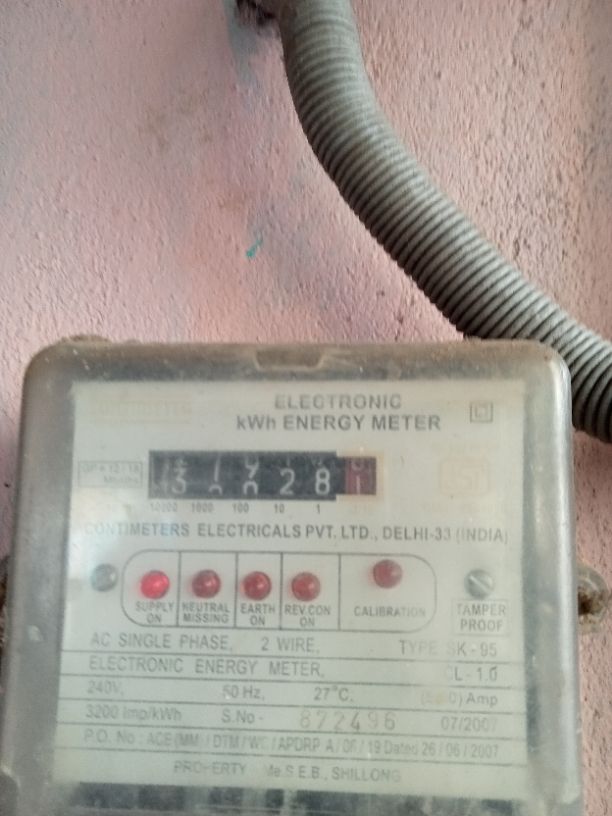 ELECTRONIC
kWh ENERGY METER
28
10000 1000 100 10 1
CONTIMETERS ELECTRICALS PVT. LTD., DELHI-33 (INDIA)
SUPPLY ON
NEUTRAL MISSING
EARTH ON
REV.CON ON
CALIBRATION
TAMPER PROOF
AC SINGLE PHASE, 2 WIRE, TYPE SK - 95
ELECTRONIC ENERGY METER, CL - 1.0
240V, 50 Hz, 27°C, Amp
3200 imp/kWh S.No - 872496 07/2007
P.O. No : ACE (MM) / DTM / WC / APDRP A / 06 / 19 Dated 26 / 06 / 2007
PROPERTY Me.S.E.B., SHILLONG